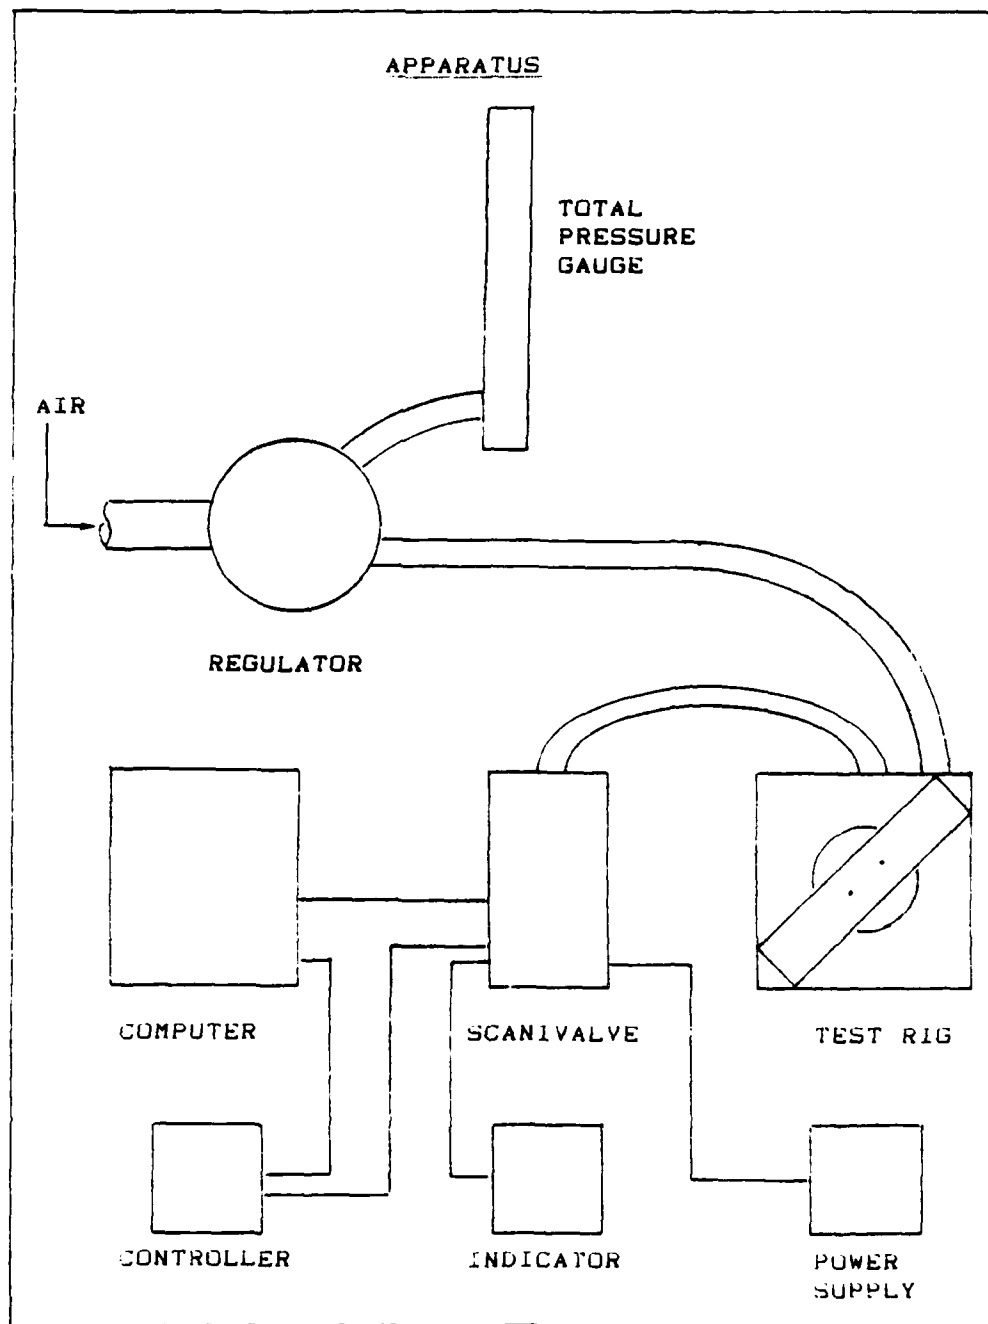 APPARATUS
TOTAL
PRESSURE
GAUGE
AIR
REGULATOR
COMPUTER
SCANIVALVE
TEST RIG
CONTROLLER
INDICATOR
POWER
SUPPLY